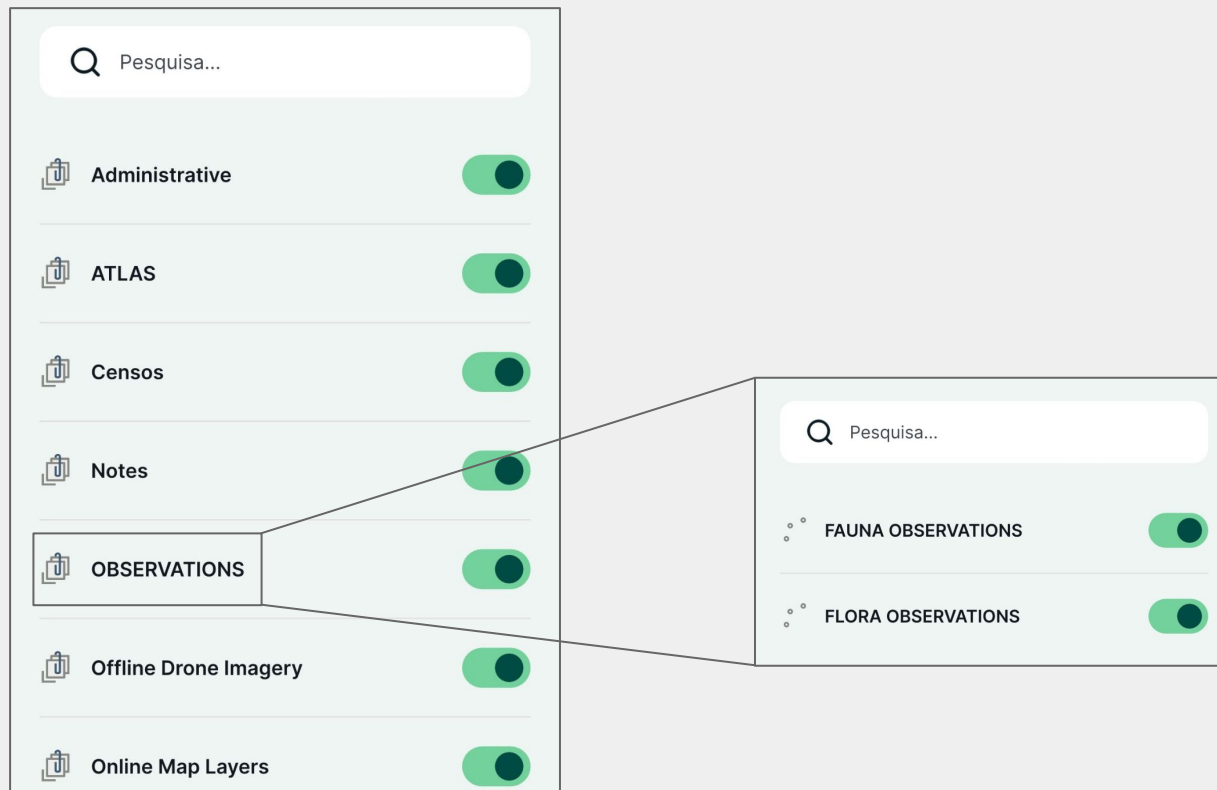 Pesquisa...
Administrative
ATLAS
Censos
Notes
OBSERVATIONS
Offline Drone Imagery
Online Map Layers
Pesquisa...
FAUNA OBSERVATIONS
FLORA OBSERVATIONS